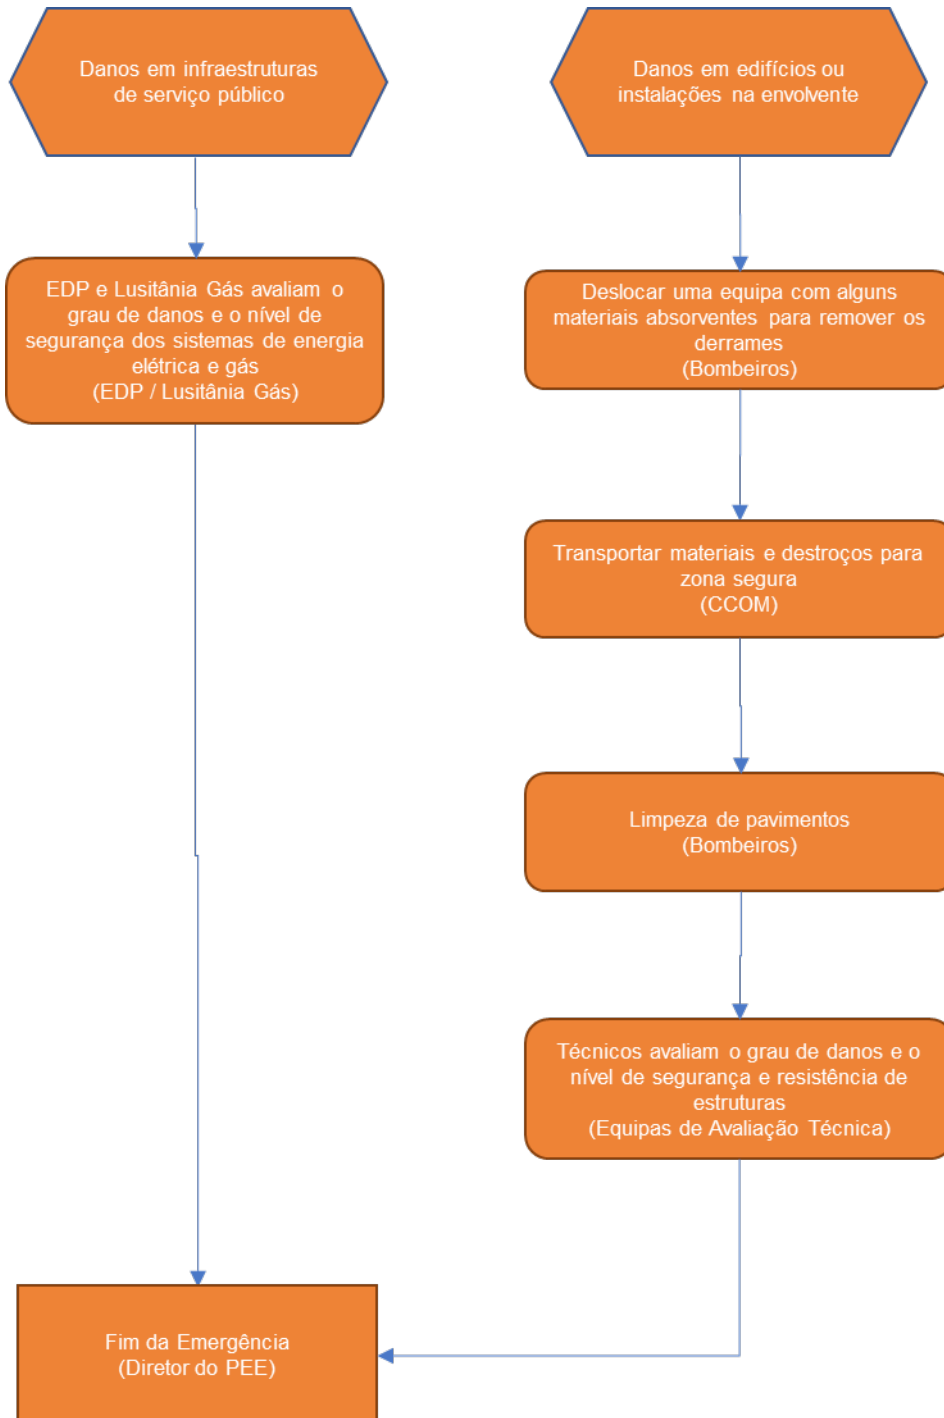 Danos em infraestruturas
de serviço público
Danos em edifícios ou
instalações na envolvente
EDP e Lusitânia Gás avaliam o
grau de danos e o nível de
segurança dos sistemas de energia
elétrica e gás
(EDP / Lusitânia Gás)
Deslocar uma equipa com alguns
materiais absorventes para remover os
derrames
(Bombeiros)
Transportar materiais e destroços para
zona segura
(CCOM)
Limpeza de pavimentos
(Bombeiros)
Técnicos avaliam o grau de danos e o
nível de segurança e resistência de
estruturas
(Equipas de Avaliação Técnica)
Fim da Emergência
(Diretor do PEE)